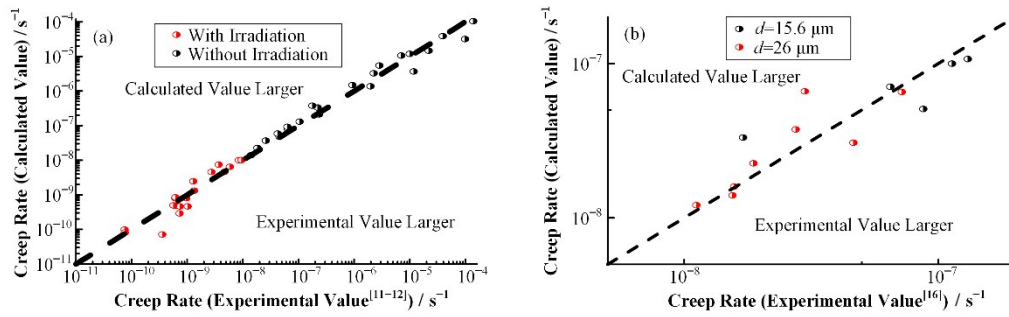 (a)
With Irradiation
Without Irradiation
Calculated Value Larger
Experimental Value Larger
Creep Rate (Calculated Value) / s⁻¹
10⁻⁴
10⁻⁵
10⁻⁶
10⁻⁷
10⁻⁸
10⁻⁹
10⁻¹⁰
10⁻¹¹
10⁻¹¹ 10⁻¹⁰ 10⁻⁹ 10⁻⁸ 10⁻⁷ 10⁻⁶ 10⁻⁵ 10⁻⁴
Creep Rate (Experimental Value[11−12]) / s⁻¹
(b)
d=15.6 μm
d=26 μm
Calculated Value Larger
Experimental Value Larger
Creep Rate (Calculated Value) / s⁻¹
10⁻⁷
10⁻⁸
10⁻⁸ 10⁻⁷
Creep Rate (Experimental Value[16]) / s⁻¹